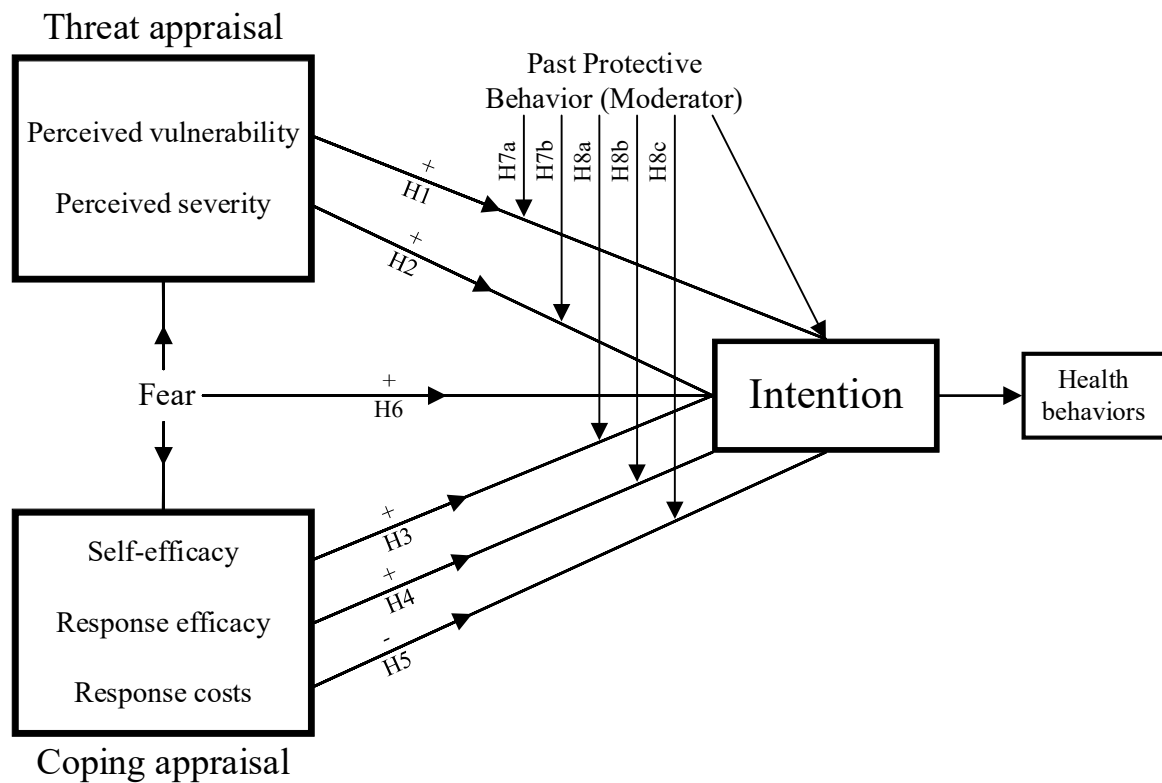 Threat appraisal
Perceived vulnerability
Perceived severity
Past Protective
Behavior (Moderator)
H7a
H7b
H8a
H8b
H8c
+
H1
+
H2
Fear
+
H6
Intention
Health
behaviors
+
H3
+
H4
-
H5
Self-efficacy
Response efficacy
Response costs
Coping appraisal